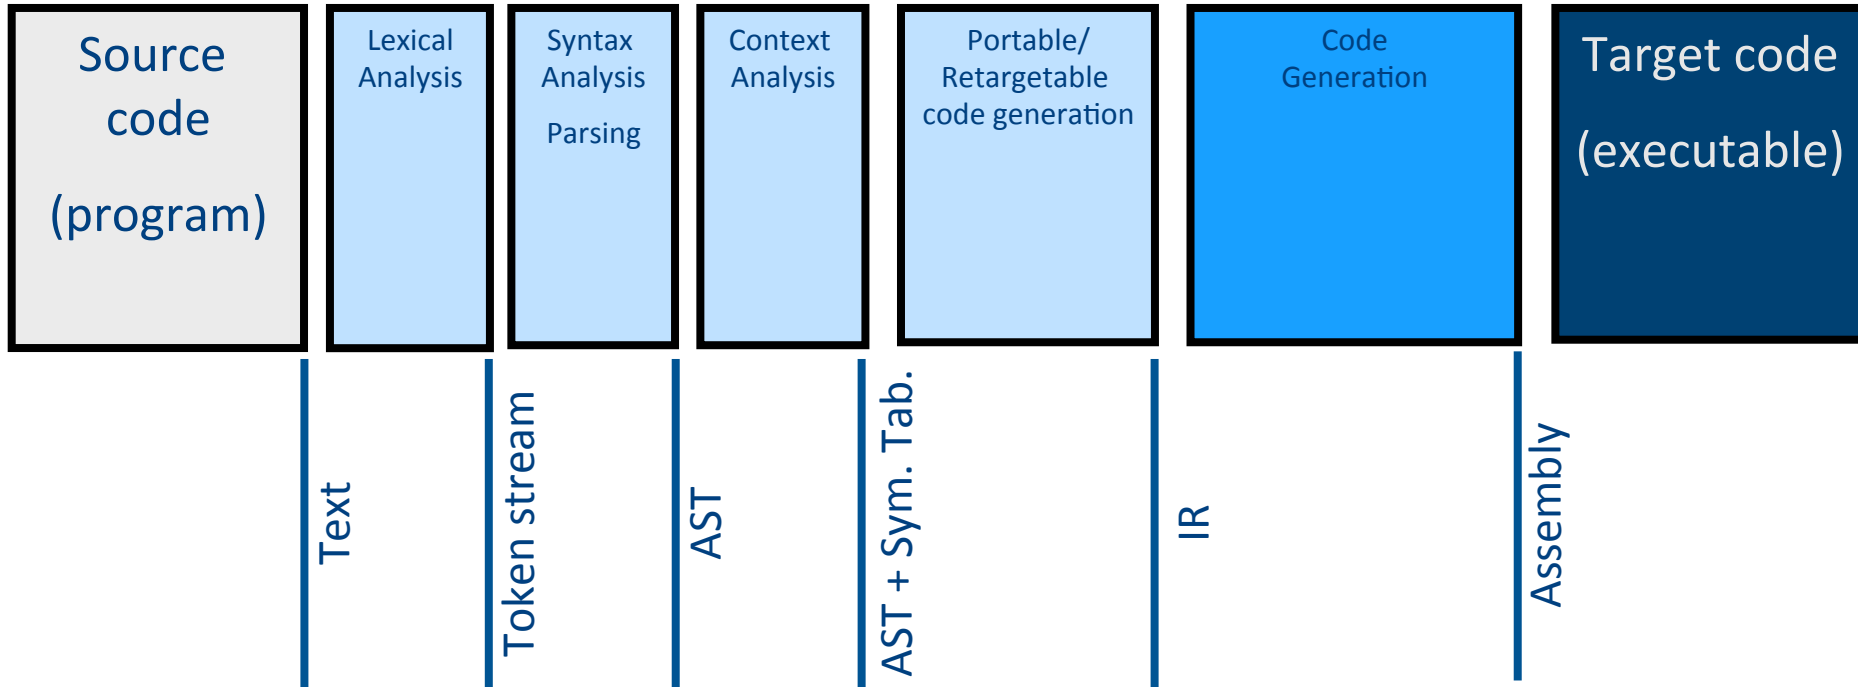 Source
code
(program)
Lexical
Analysis
Syntax
Analysis
Parsing
Context
Analysis
Portable/
Retargetable
code generation
Code
Generation
Target code
(executable)
Text
Token stream
AST
AST + Sym. Tab.
IR
Assembly